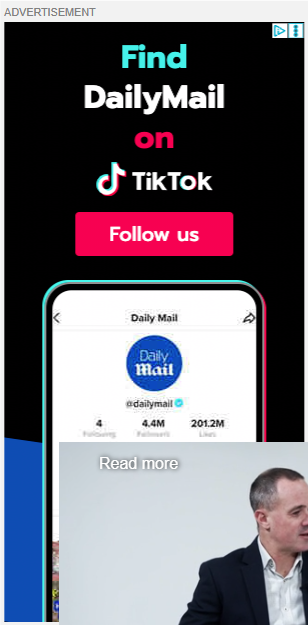 ADVERTISEMENT
Find
DailyMail
on
TikTok
Follow us
Daily Mail
Daily
Mail
@dailymail
4 4.4M 201.2M
Following Followers Likes
Read more